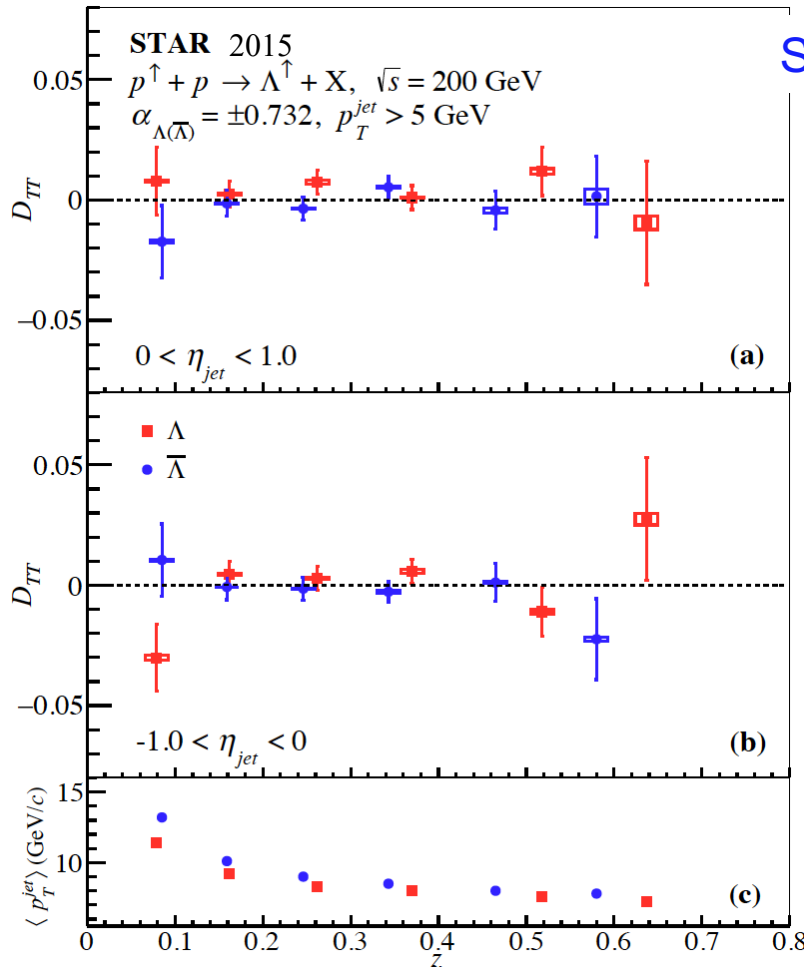 STAR 2015
S
p↑ + p → Λ↑ + X, √s = 200 GeV
α_Λ(Λ̅) = ±0.732, p_T^jet > 5 GeV
0.05
0
−0.05
D_TT
0 < η_jet < 1.0
(a)
Λ
Λ̅
0.05
0
−0.05
D_TT
-1.0 < η_jet < 0
(b)
15
10
⟨ p_T^jet ⟩ (GeV/c)
(c)
0 0.1 0.2 0.3 0.4 0.5 0.6 0.7 0.8
z